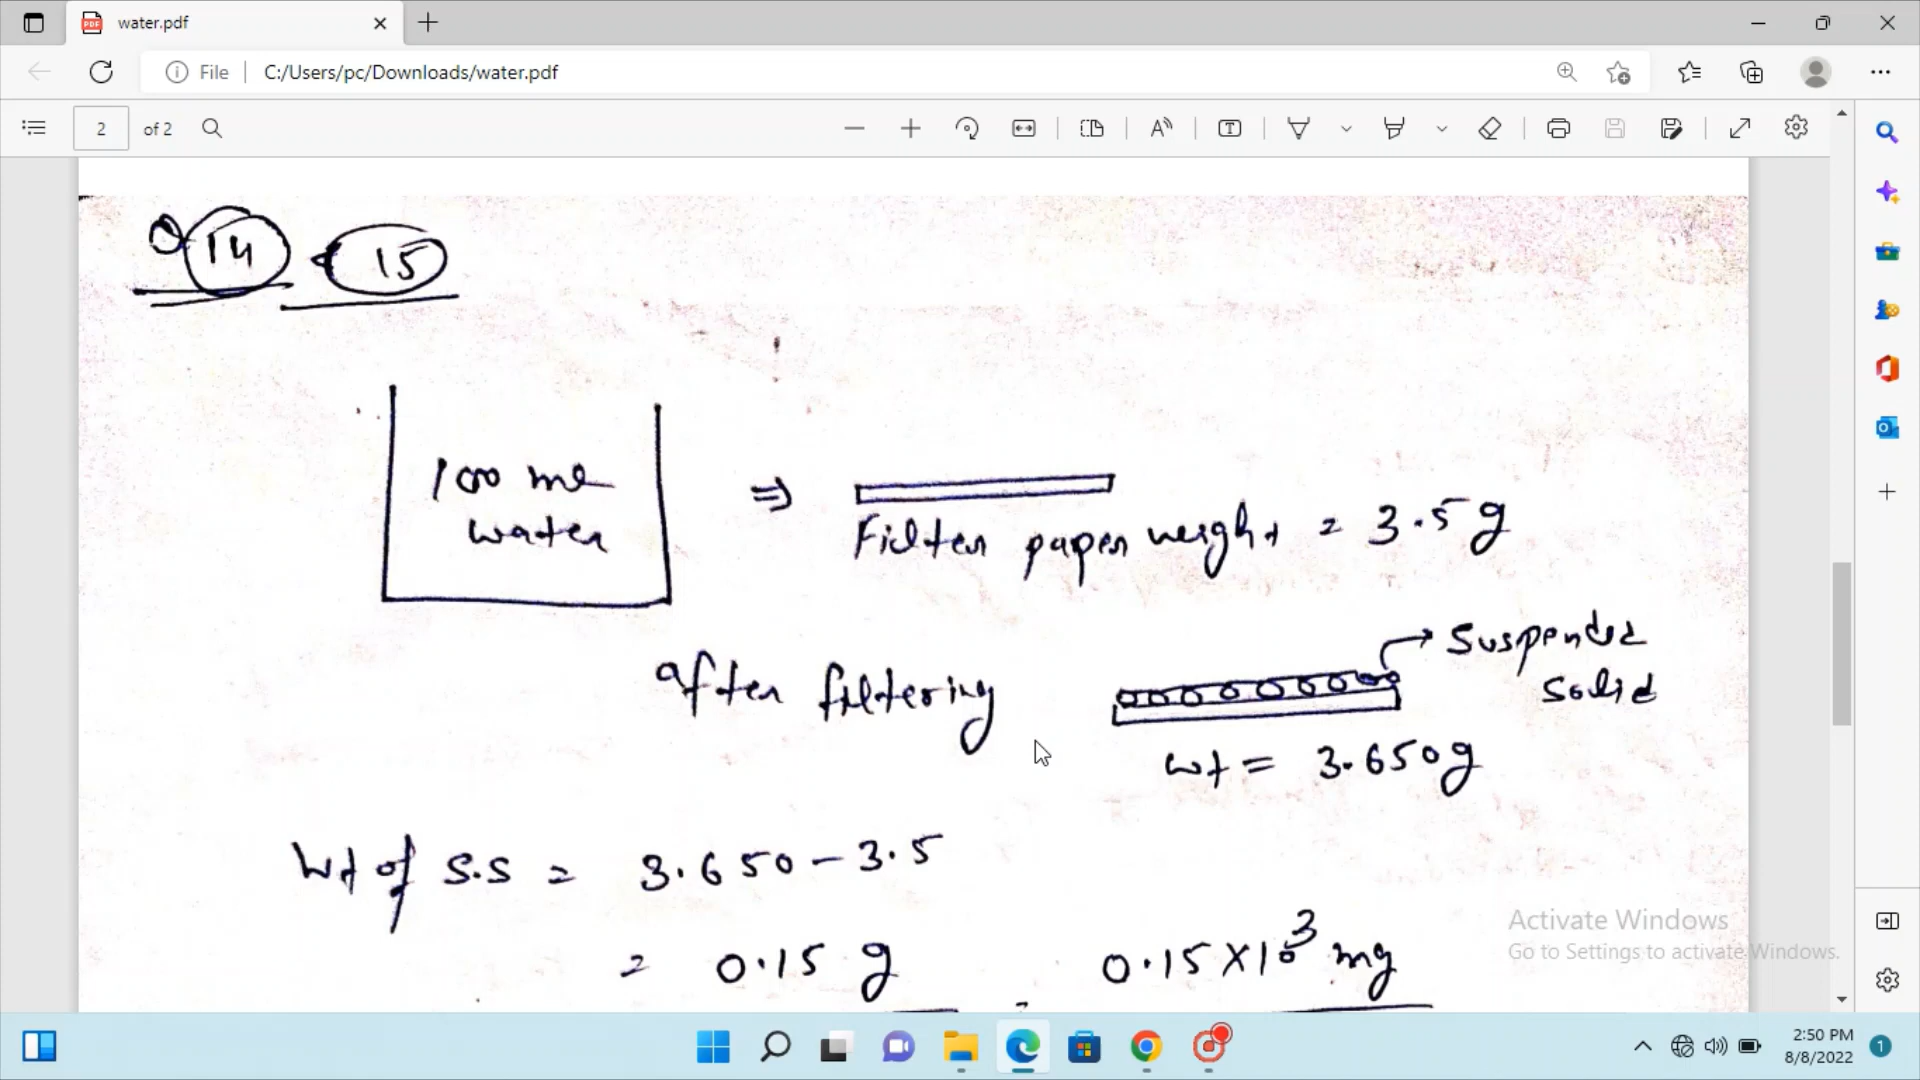 water.pdf
File
C:/Users/pc/Downloads/water.pdf
2 of 2
Q 14 - 15
100 ml
water
⇒
Filter paper weight = 3.5 g
after filtering
→ Suspended
solid
wt = 3.650 g
Wt of S.S = 3.650 - 3.5
= 0.15 g = 0.15 X 10³ mg
Activate Windows
Go to Settings to activate Windows.
2:50 PM
8/8/2022
1